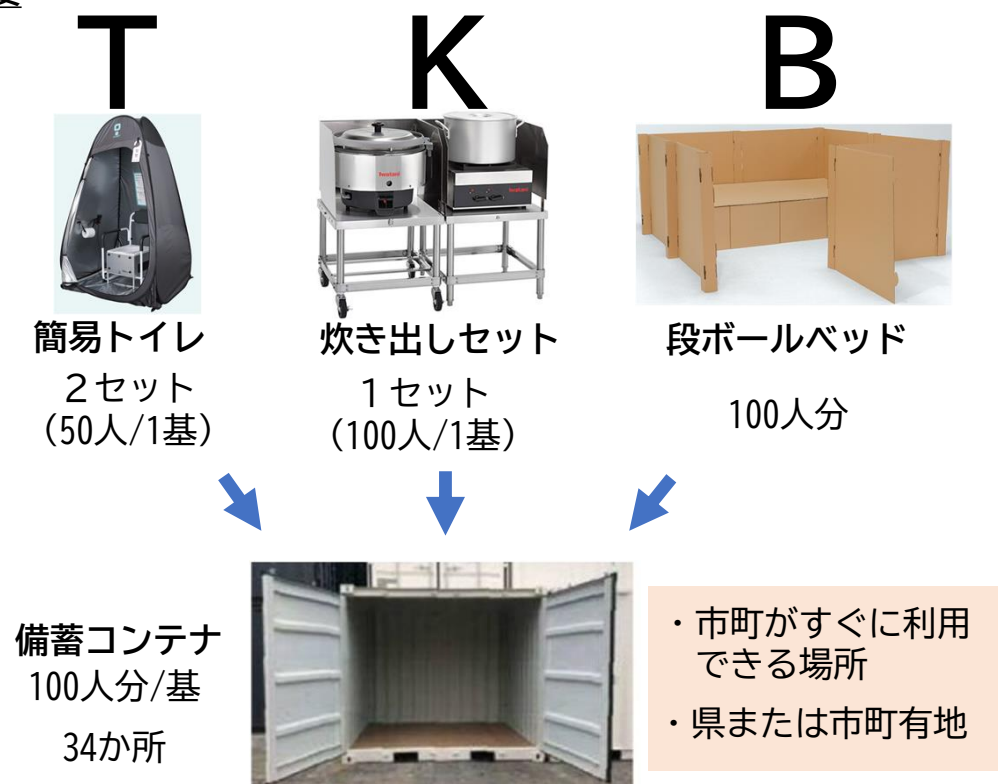 T
K
B
iwatani
iwatani
簡易トイレ
２セット
（50人/1基）
炊き出しセット
１セット
（100人/1基）
段ボールベッド
100人分
備蓄コンテナ
100人分/基
34か所
・市町がすぐに利用
できる場所
・県または市町有地